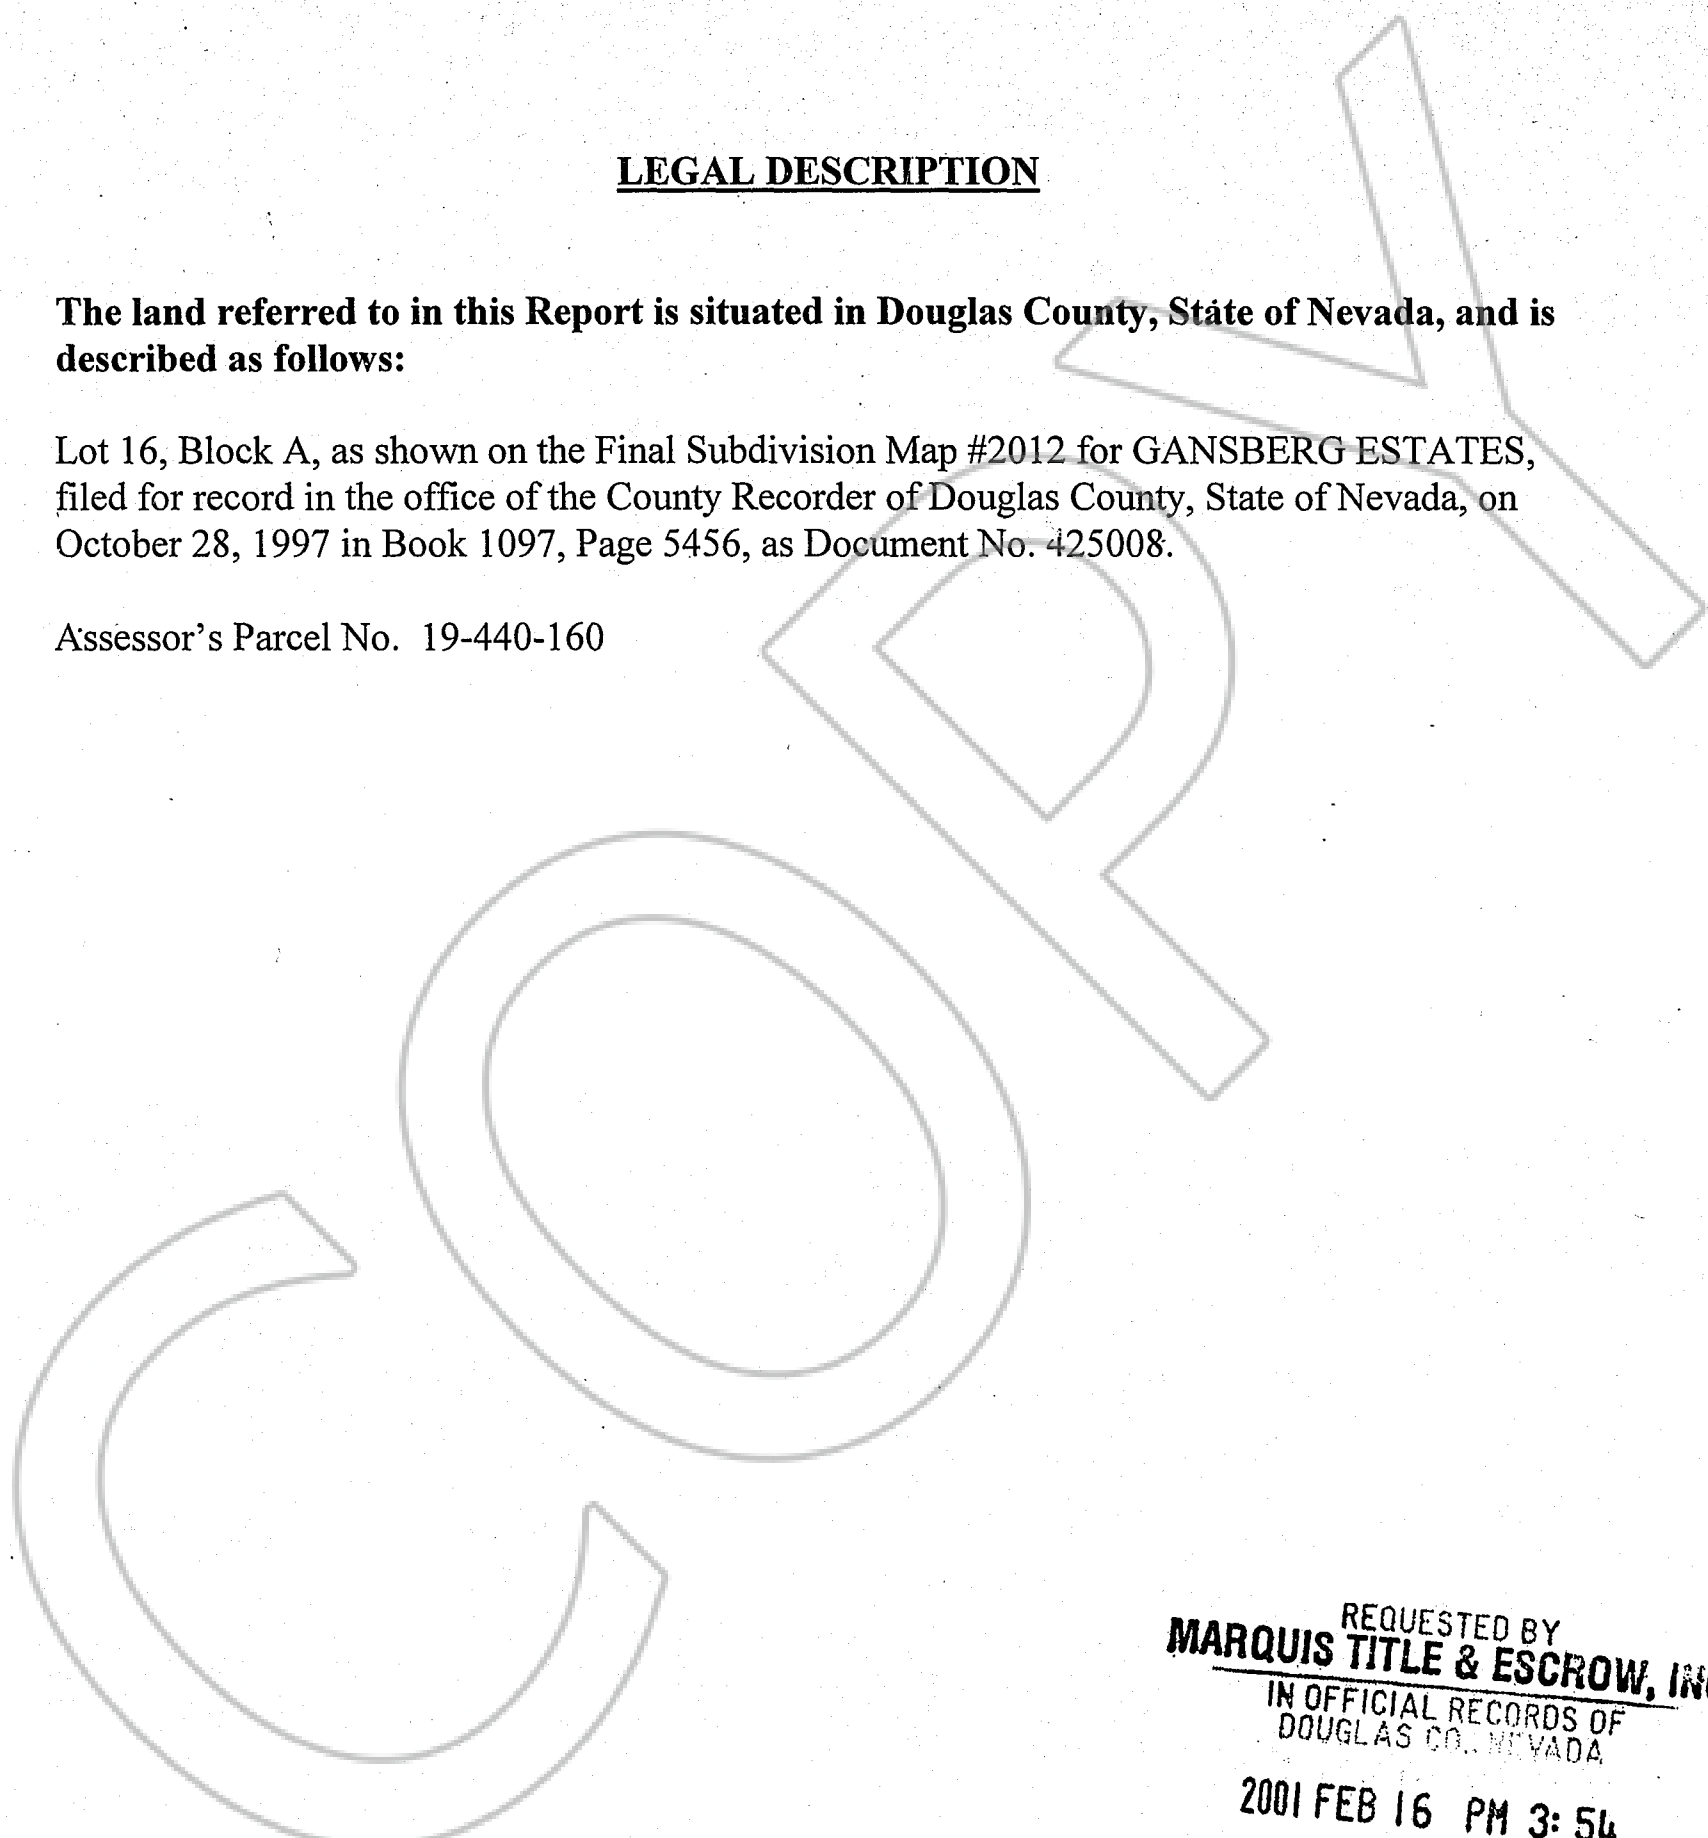 LEGAL DESCRIPTION
The land referred to in this Report is situated in Douglas County, State of Nevada, and is
described as follows:
Lot 16, Block A, as shown on the Final Subdivision Map #2012 for GANSBERG ESTATES,
filed for record in the office of the County Recorder of Douglas County, State of Nevada, on
October 28, 1997 in Book 1097, Page 5456, as Document No. 425008.
Assessor's Parcel No. 19-440-160
COPY
REQUESTED BY
MARQUIS TITLE & ESCROW, INC
IN OFFICIAL RECORDS OF
DOUGLAS CO., NEVADA
2001 FEB 16 PM 3:54